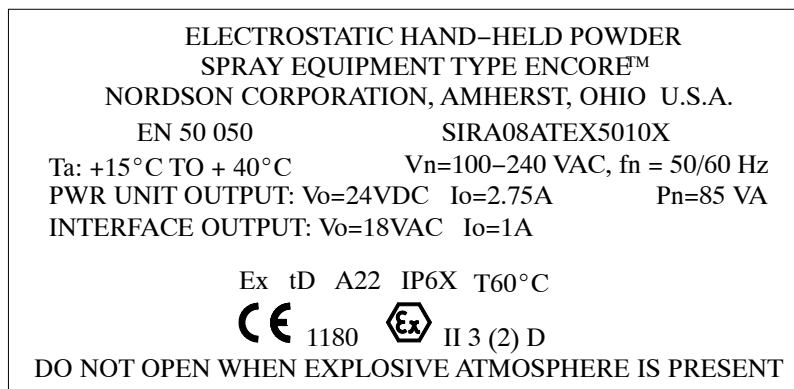 ELECTROSTATIC HAND–HELD POWDER
SPRAY EQUIPMENT TYPE ENCORE™
NORDSON CORPORATION, AMHERST, OHIO U.S.A.
EN 50 050 SIRA08ATEX5010X
Ta: +15°C TO + 40°C Vn=100–240 VAC, fn = 50/60 Hz
PWR UNIT OUTPUT: Vo=24VDC Io=2.75A Pn=85 VA
INTERFACE OUTPUT: Vo=18VAC Io=1A
Ex tD A22 IP6X T60°C
CE 1180 Ex II 3 (2) D
DO NOT OPEN WHEN EXPLOSIVE ATMOSPHERE IS PRESENT